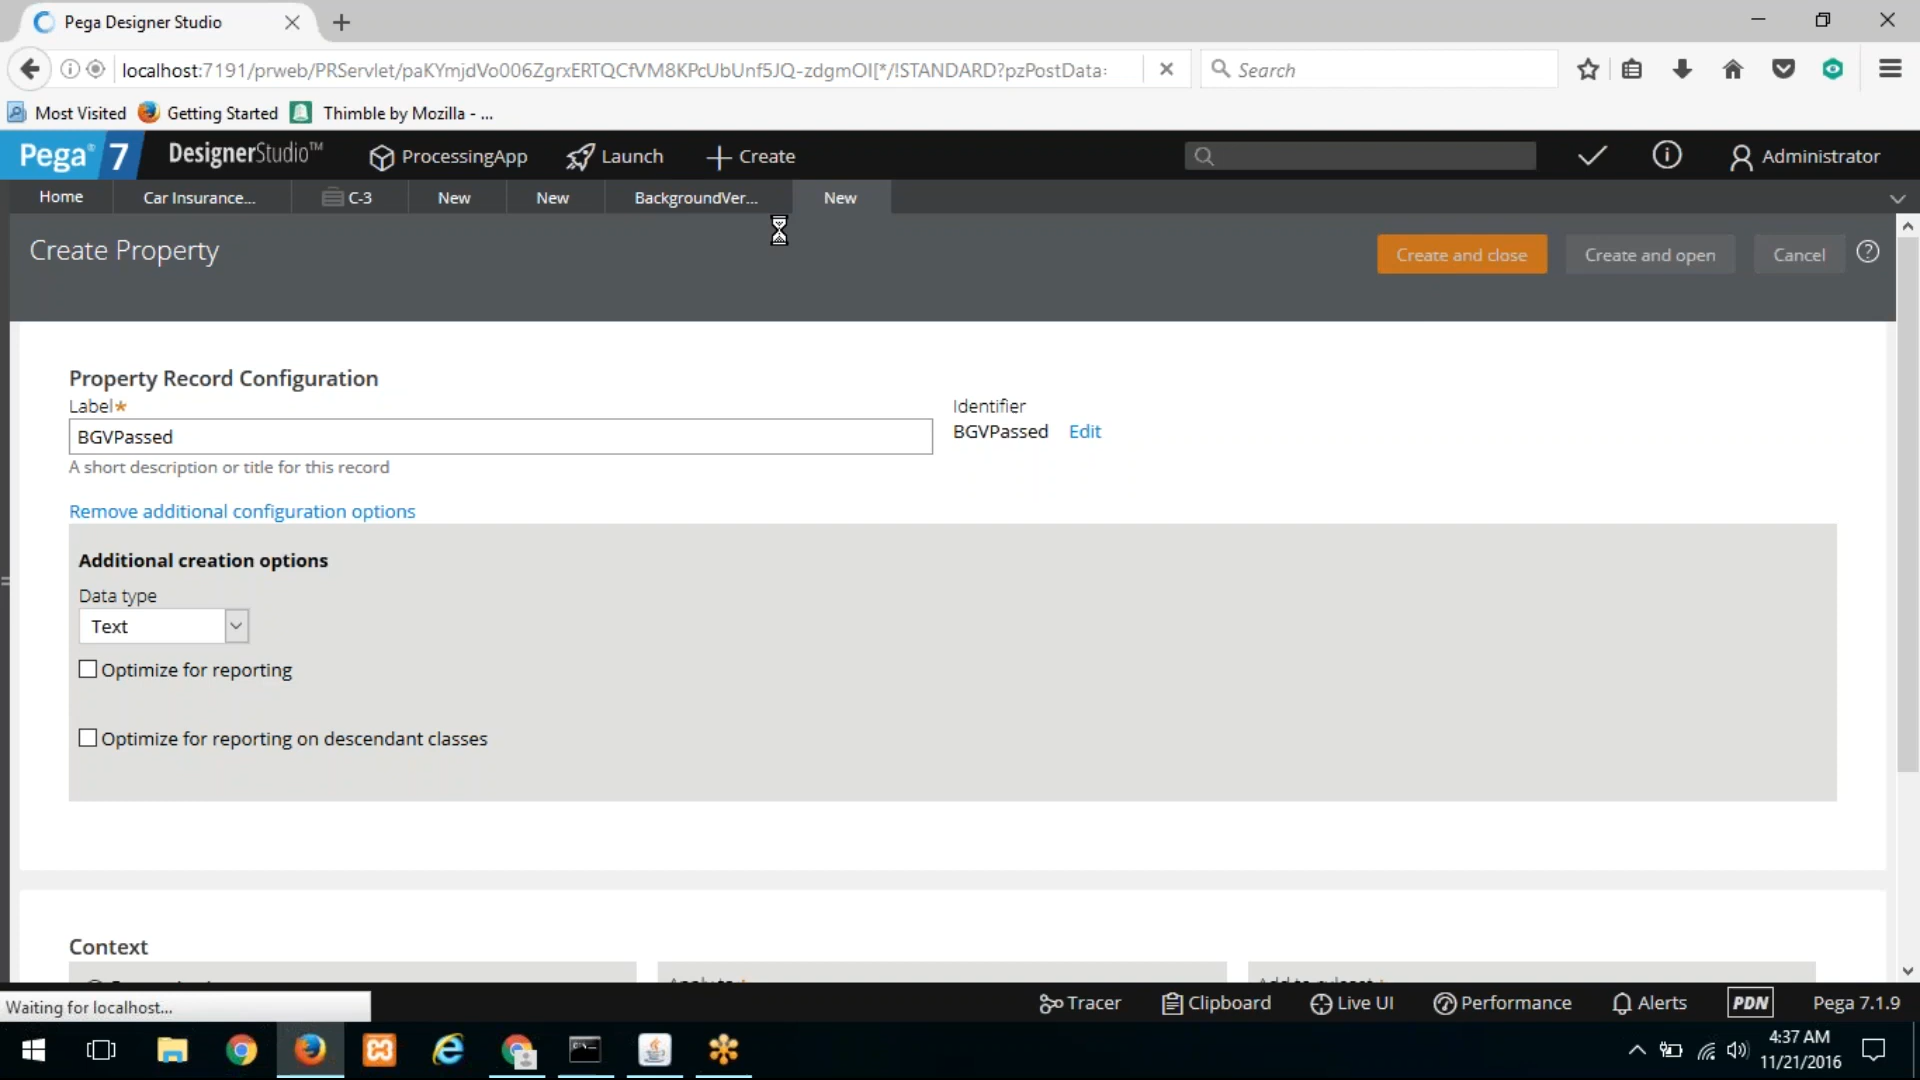 Pega Designer Studio
localhost:7191/prweb/PRServlet/paKYmjdVo006ZgrxERTQCfVM8KPcUbUnf5JQ-zdgmOI[*/!STANDARD?pzPostData:
Search
Most Visited Getting Started Thimble by Mozilla - ...
Pega® 7 DesignerStudio™ ProcessingApp Launch Create Administrator
Home Car Insurance... C-3 New New BackgroundVer... New
Create Property
Create and close Create and open Cancel
Property Record Configuration
Label* Identifier
BGVPassed BGVPassed Edit
A short description or title for this record
Remove additional configuration options
Additional creation options
Data type
Text
Optimize for reporting
Optimize for reporting on descendant classes
Context
Waiting for localhost...
Tracer Clipboard Live UI Performance Alerts PDN Pega 7.1.9
4:37 AM
11/21/2016